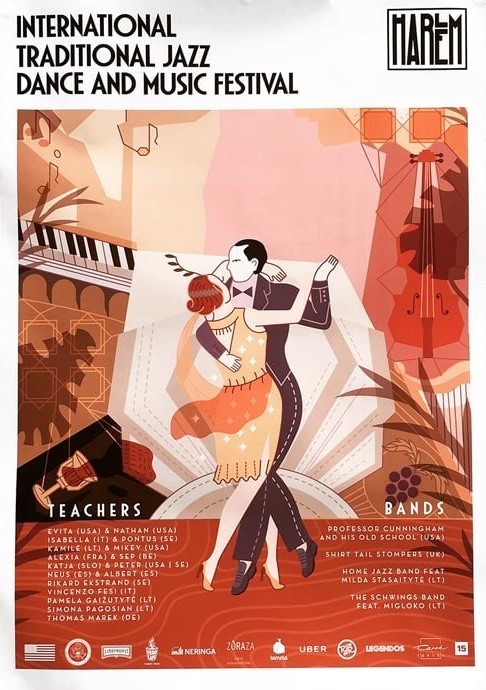 INTERNATIONAL
TRADITIONAL JAZZ
DANCE AND MUSIC FESTIVAL
HARLEM
TEACHERS
EVITA (USA) & NATHAN (USA)
ISABELLA (IT) & PONTUS (SE)
KAMILĖ (LT) & MIKEY (USA)
ALEXIA (FRA) & SEP (BE)
KATJA (SLO) & PETER (USA | SE)
NEUS (ES) & ALBERT (ES)
RIKARD EKSTRAND (SE)
VINCENZO FESI (IT)
PAMELA GAIŽUTYTĖ (LT)
SIMONA PAGOSIAN (LT)
THOMAS MAREK (DE)
BANDS
PROFESSOR CUNNINGHAM
AND HIS OLD SCHOOL (USA)
SHIRT TAIL STOMPERS (UK)
HOME JAZZ BAND FEAT
MILDA STASAITYTĖ (LT)
THE SCHWINGS BAND
FEAT. MIGLOKO (LT)
NERINGA
ŽORAŽA
UBER
LEGENDOS
15